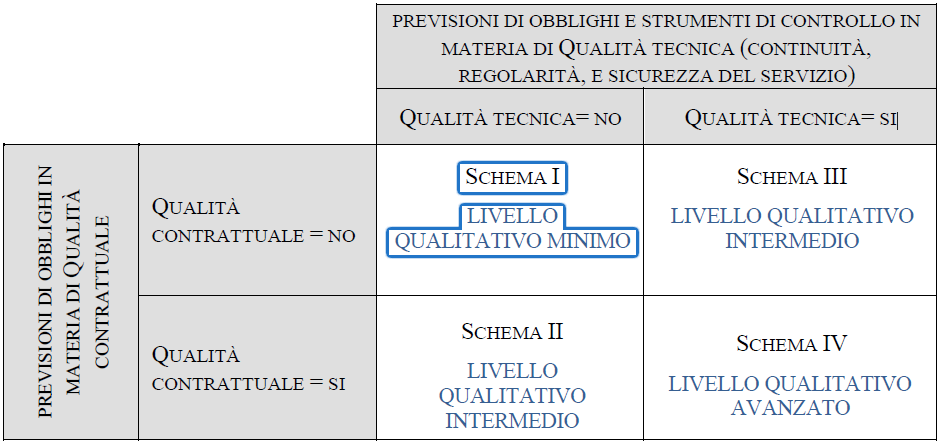 PREVISIONI DI OBBLIGHI E STRUMENTI DI CONTROLLO IN
MATERIA DI QUALITÀ TECNICA (CONTINUITÀ,
REGOLARITÀ, E SICUREZZA DEL SERVIZIO)
QUALITÀ TECNICA= NO
QUALITÀ TECNICA= SI
PREVISIONI DI OBBLIGHI IN
MATERIA DI QUALITÀ
CONTRATTUALE
QUALITÀ
CONTRATTUALE = NO
SCHEMA I
LIVELLO
QUALITATIVO MINIMO
SCHEMA III
LIVELLO QUALITATIVO
INTERMEDIO
QUALITÀ
CONTRATTUALE = SI
SCHEMA II
LIVELLO
QUALITATIVO
INTERMEDIO
SCHEMA IV
LIVELLO QUALITATIVO
AVANZATO